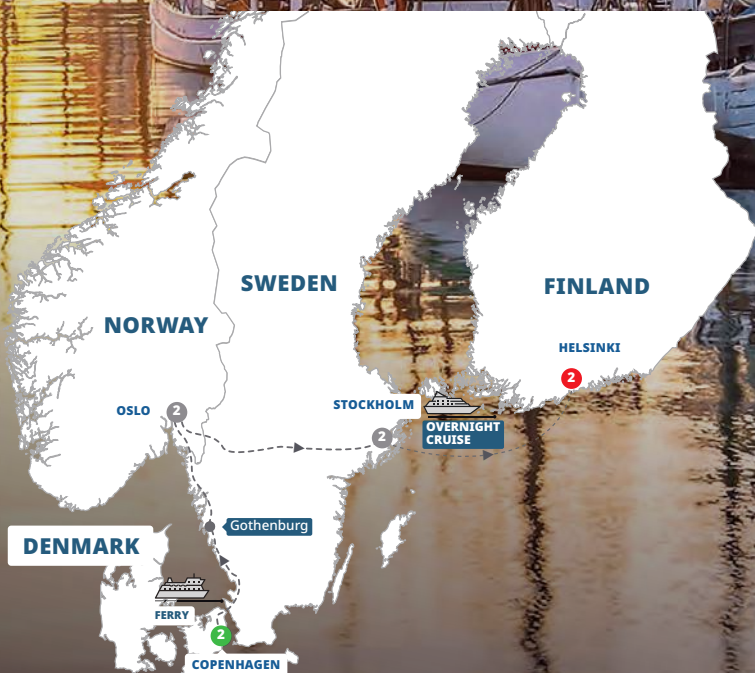 SWEDEN
FINLAND
NORWAY
HELSINKI
OSLO
2
STOCKHOLM
2
2
OVERNIGHT
CRUISE
Gothenburg
DENMARK
FERRY
2
COPENHAGEN